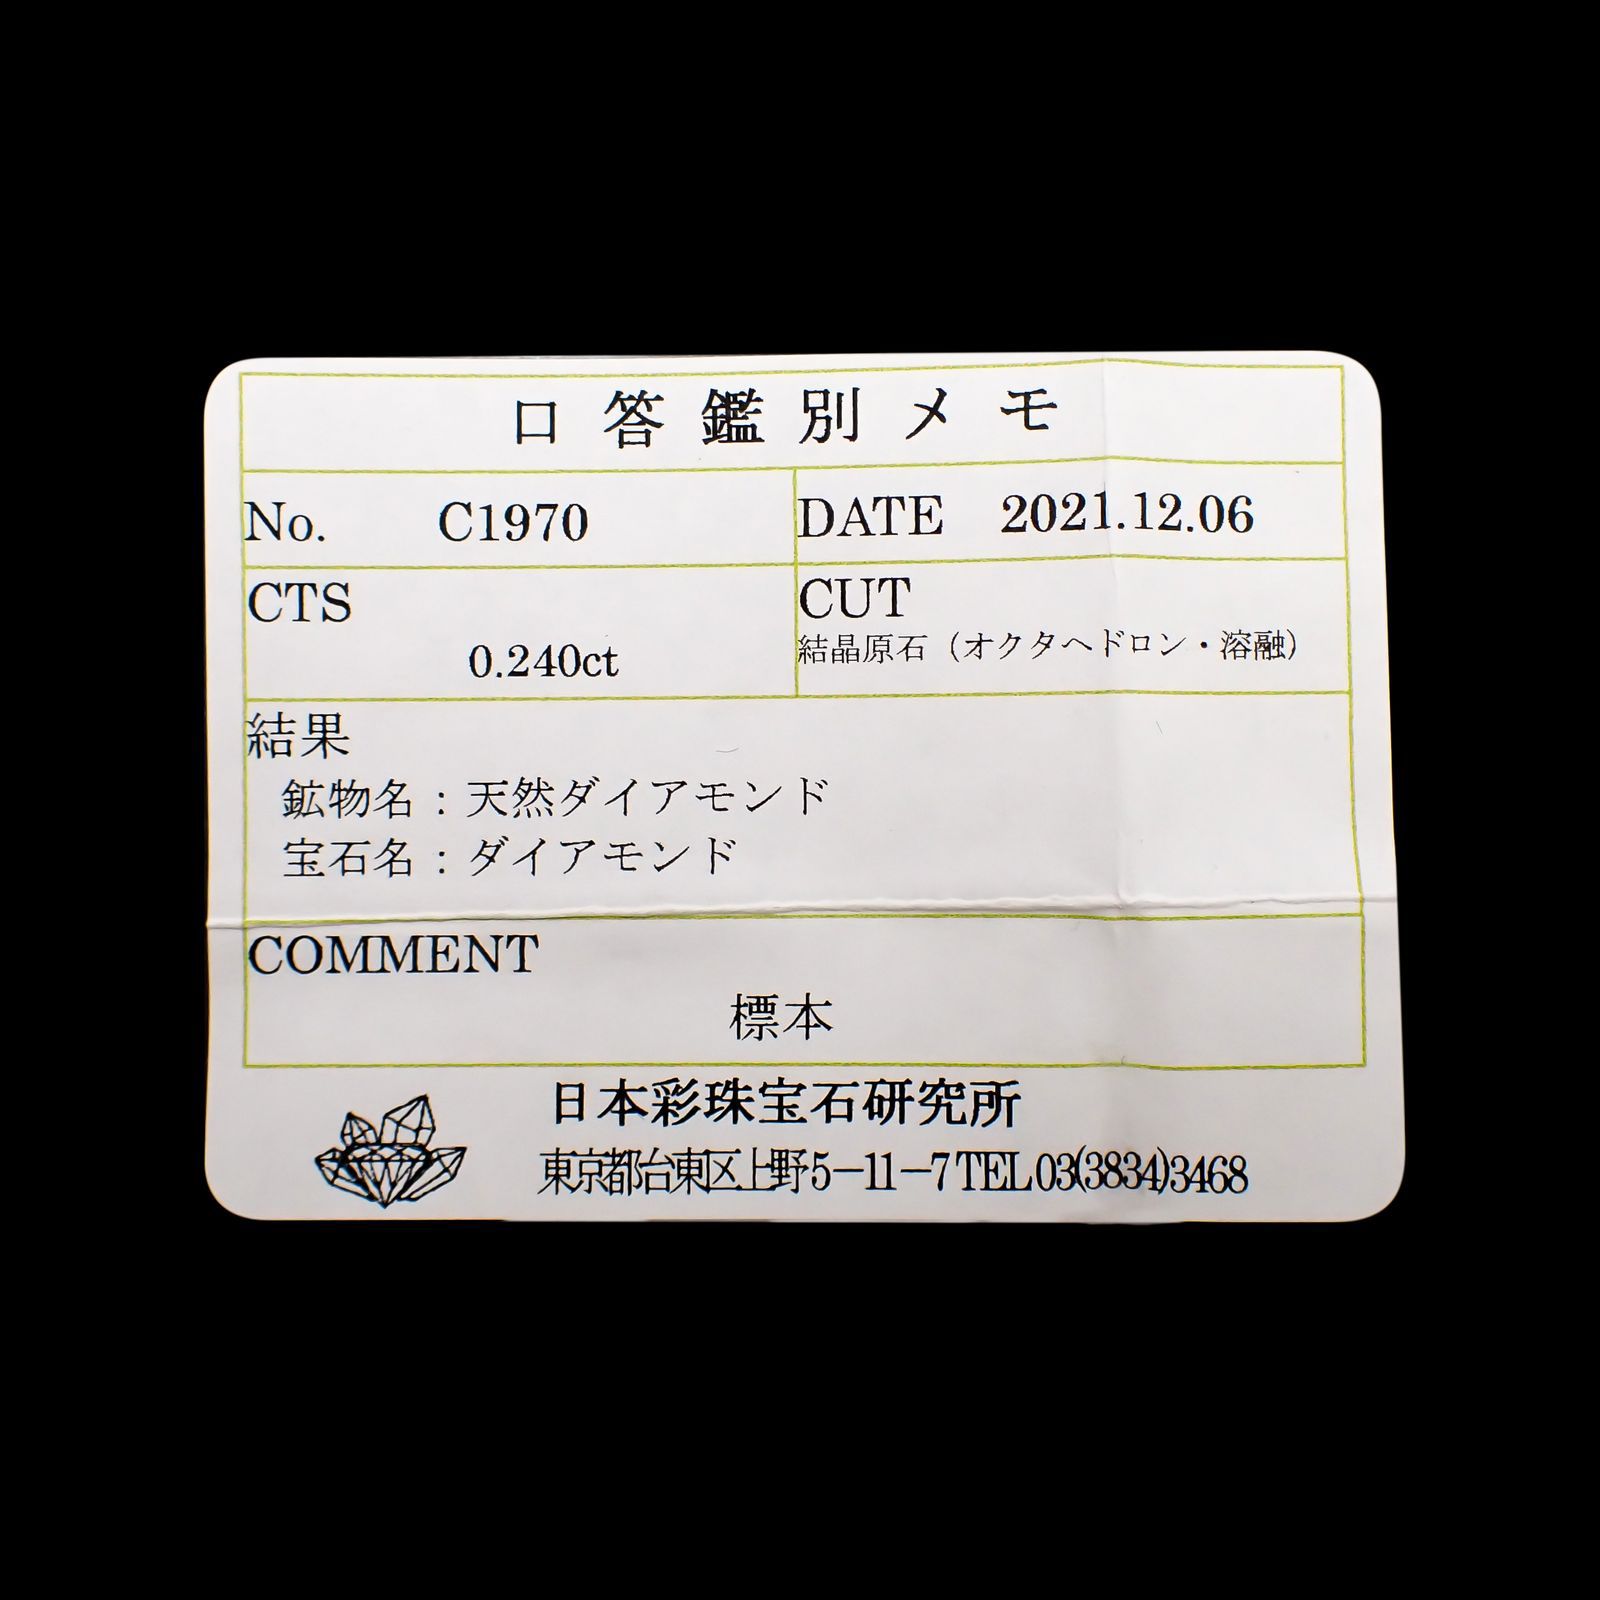 口答鑑別メモ
No. C1970 DATE 2021.12.06
CTS CUT
0.240ct 結晶原石（オクタヘドロン・溶融）
結果
鉱物名：天然ダイアモンド
宝石名：ダイアモンド
COMMENT
標本
日本彩珠宝石研究所
東京都台東区上野5－11－7 TEL 03(3834)3468